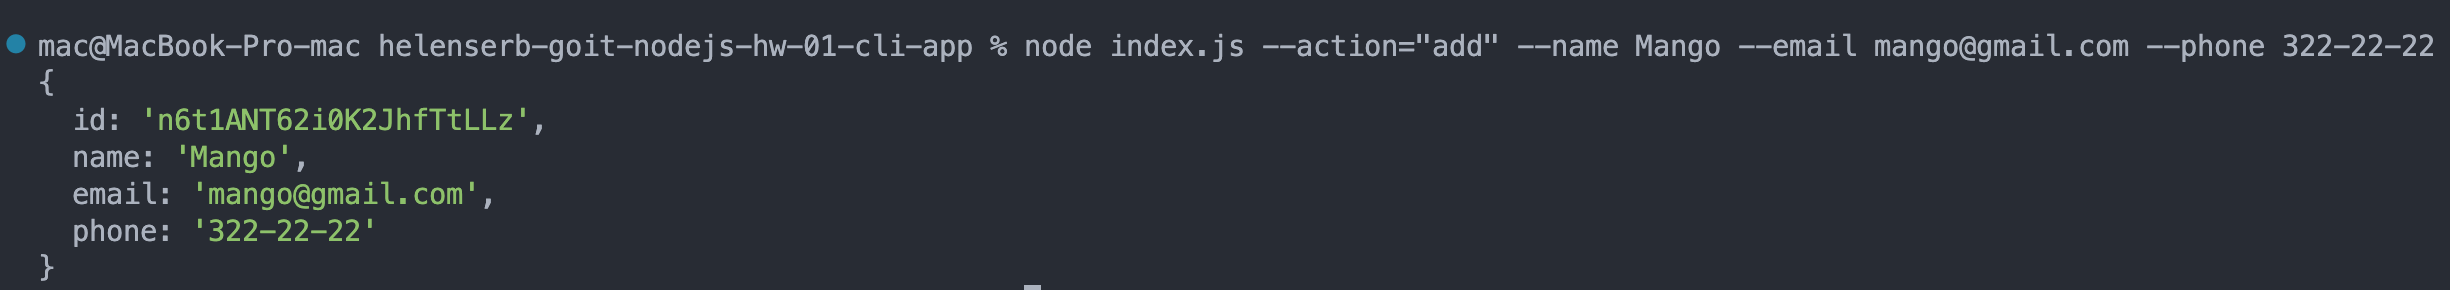 mac@MacBook-Pro-mac helenserb-goit-nodejs-hw-01-cli-app % node index.js --action="add" --name Mango --email mango@gmail.com --phone 322-22-22
{
  id: 'n6t1ANT62i0K2JhfTtLLz',
  name: 'Mango',
  email: 'mango@gmail.com',
  phone: '322-22-22'
}